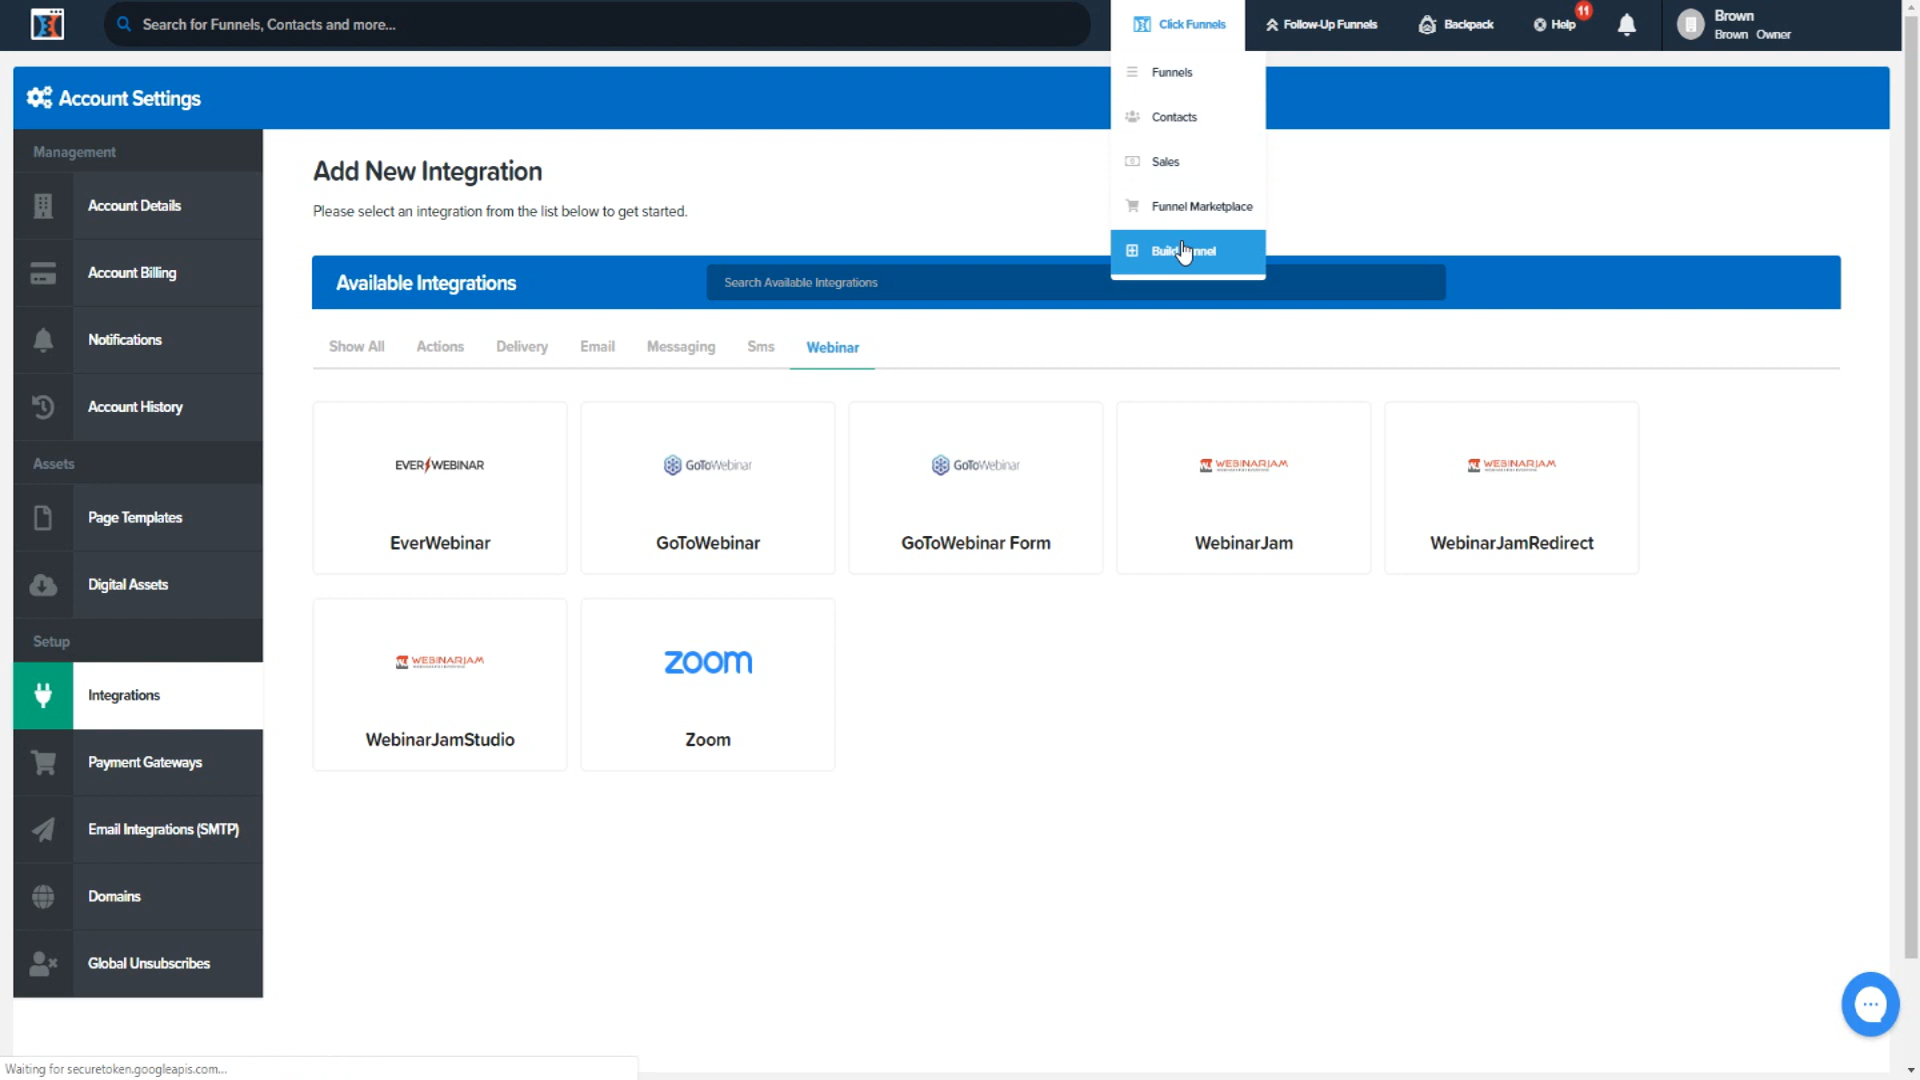 Search for Funnels, Contacts and more...
Click Funnels
Follow-Up Funnels
Backpack
Help
11
Brown
Brown Owner
Funnels
Contacts
Sales
Funnel Marketplace
Account Settings
Management
Account Details
Account Billing
Notifications
Account History
Assets
Page Templates
Digital Assets
Setup
Integrations
Payment Gateways
Email Integrations (SMTP)
Domains
Global Unsubscribes
Add New Integration
Please select an integration from the list below to get started.
Available Integrations
Search Available Integrations
Show All
Actions
Delivery
Email
Messaging
Sms
Webinar
EVERWEBINAR
EverWebinar
GoToWebinar
GoToWebinar
GoToWebinar
GoToWebinar Form
WEBINARJAM
WebinarJam
WEBINARJAM
WebinarJamRedirect
WEBINARJAM
WebinarJamStudio
zoom
Zoom
Waiting for securetoken.googleapis.com...